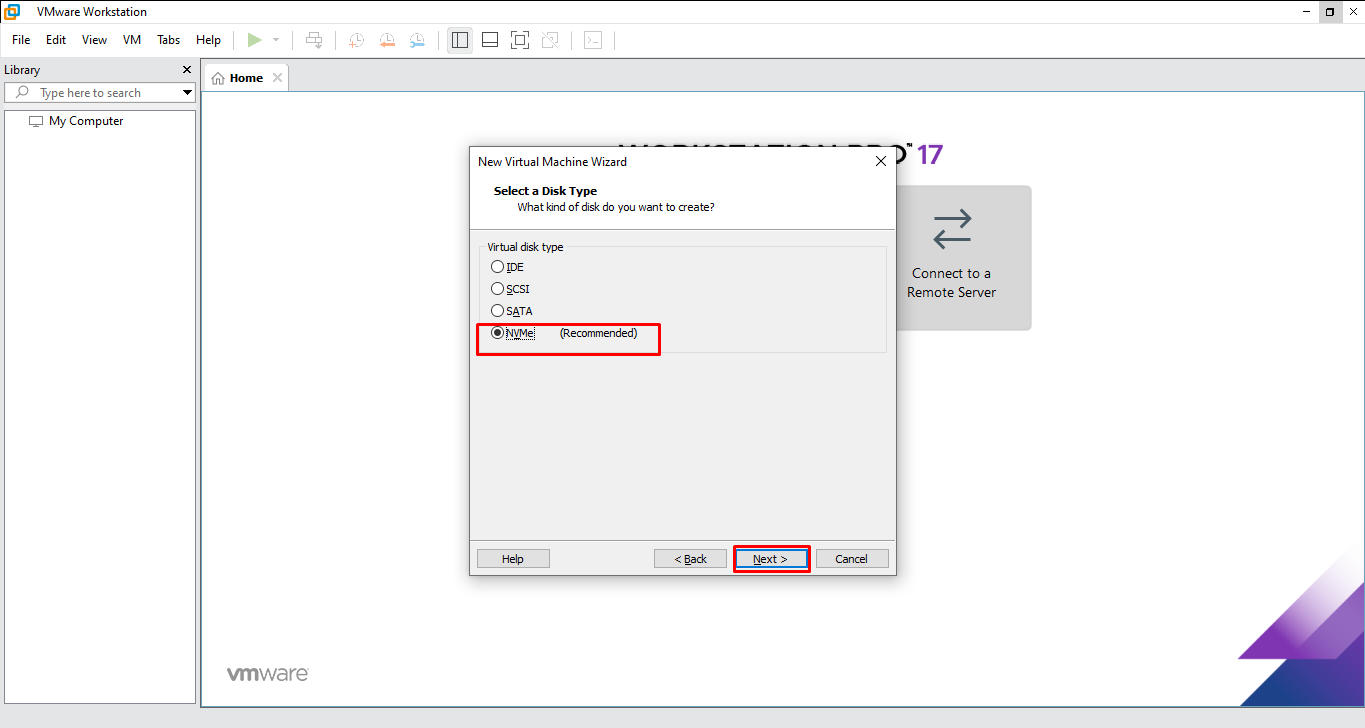 VMware Workstation
File Edit View VM Tabs Help
Library
Type here to search
My Computer
Home
WORKSTATION PRO™ 17
New Virtual Machine Wizard
Select a Disk Type
What kind of disk do you want to create?
Virtual disk type
IDE
SCSI
SATA
NVMe (Recommended)
Connect to a
Remote Server
Help < Back Next > Cancel
vmware